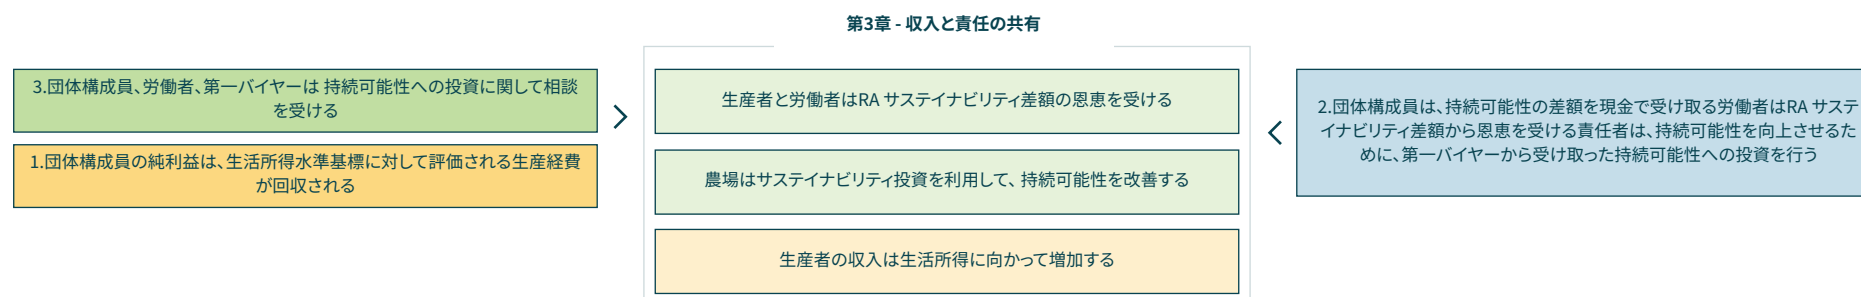 第3章 - 収入と責任の共有
3.団体構成員、労働者、第一バイヤーは 持続可能性への投資に関して相談
を受ける
1.団体構成員の純利益は、生活所得水準基標に対して評価される生産経費
が回収される
生産者と労働者はRA サステイナビリティ差額の恩恵を受ける
農場はサステイナビリティ投資を利用して、持続可能性を改善する
生産者の収入は生活所得に向かって増加する
2.団体構成員は、持続可能性の差額を現金で受け取る労働者はRA サステ
イナビリティ差額から恩恵を受ける責任者は、持続可能性を向上させるた
めに、第一バイヤーから受け取った持続可能性への投資を行う